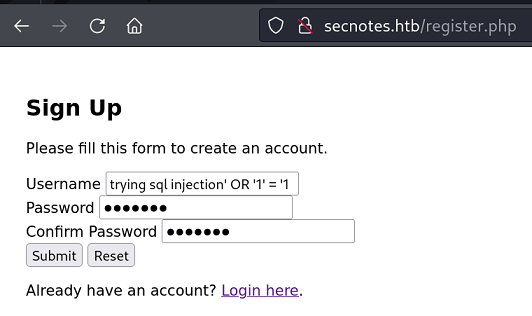 secnotes.htb/register.php
Sign Up
Please fill this form to create an account.
Username trying sql injection' OR '1' = '1
Password ●●●●●●●
Confirm Password ●●●●●●●
Submit Reset
Already have an account? Login here.